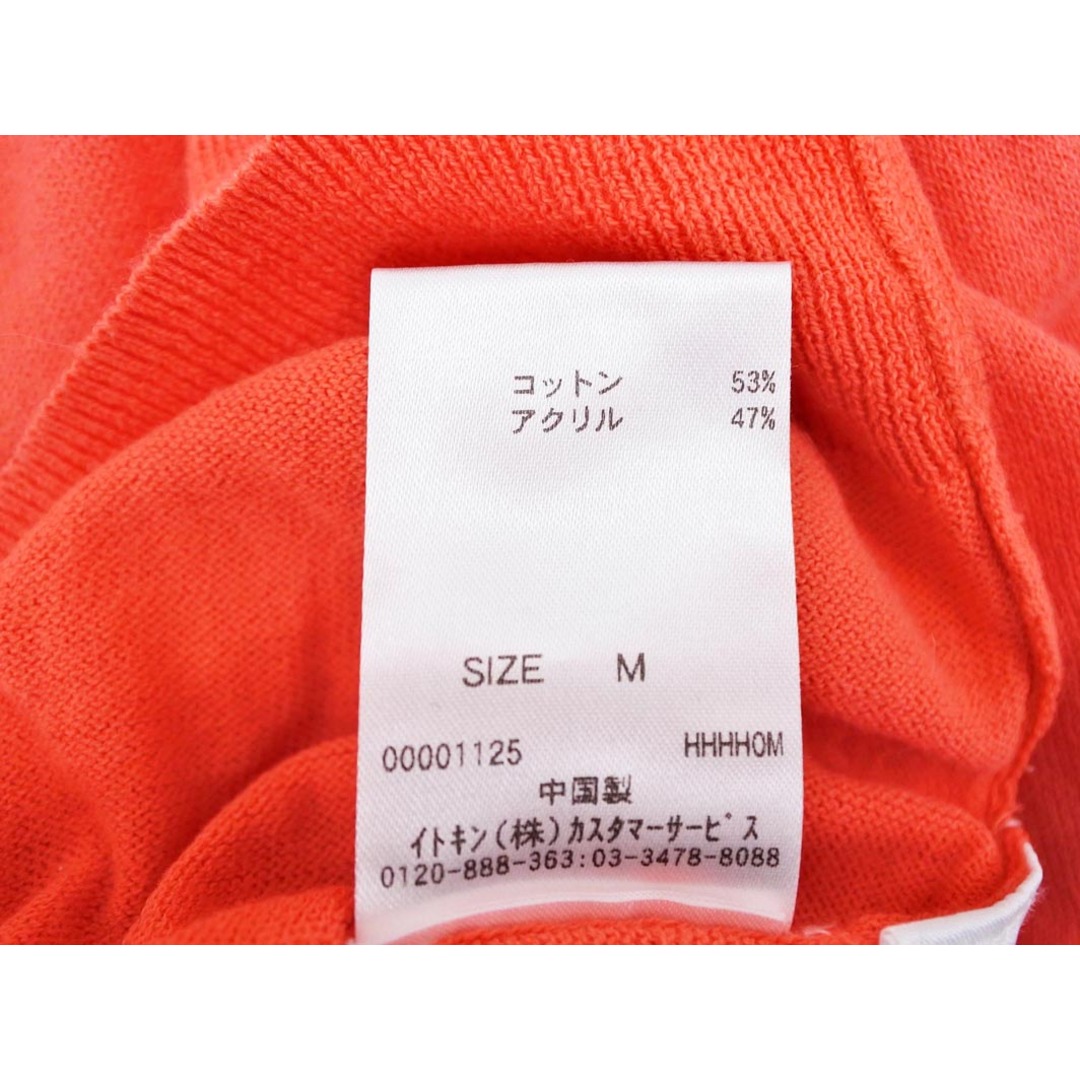 コットン 53%
アクリル 47%
SIZE M
00001125 HHHHOM
中国製
イトキン(株)カスタマーサービス
0120-888-363:03-3478-8088